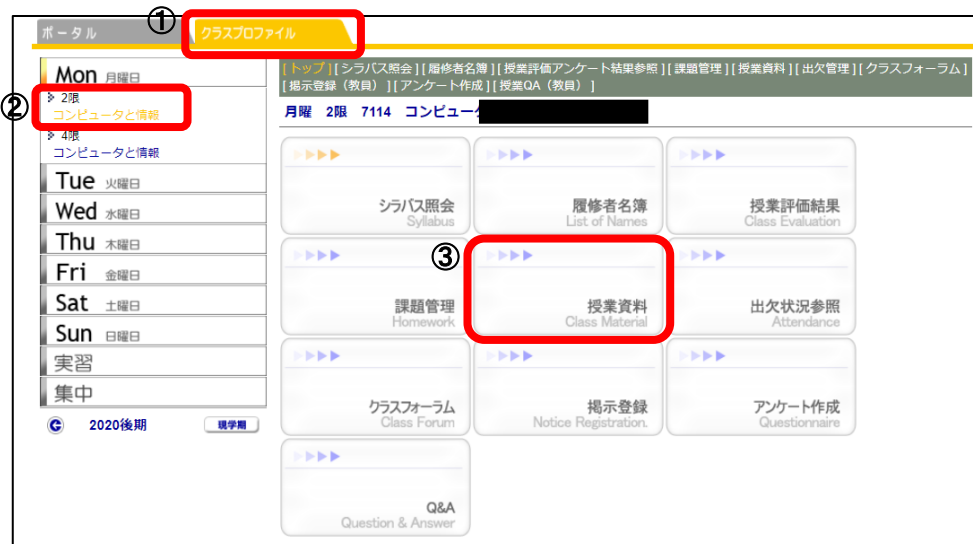 ①
ポータル
クラスプロファイル
②
Mon 月曜日
2限
コンピュータと情報
4限
コンピュータと情報
Tue 火曜日
Wed 水曜日
Thu 木曜日
Fri 金曜日
Sat 土曜日
Sun 日曜日
実習
集中
2020後期
現学期
[トップ][シラバス照会][履修者名簿][授業評価アンケート結果参照][課題管理][授業資料][出欠管理][クラスフォーラム]
[掲示登録（教員）][アンケート作成][授業QA（教員）]
月曜 2限 7114 コンピュー
シラバス照会
Syllabus
履修者名簿
List of Names
授業評価結果
Class Evaluation
課題管理
Homework
③
授業資料
Class Material
出欠状況参照
Attendance
クラスフォーラム
Class Forum
掲示登録
Notice Registration.
アンケート作成
Questionnaire
Q&A
Question & Answer